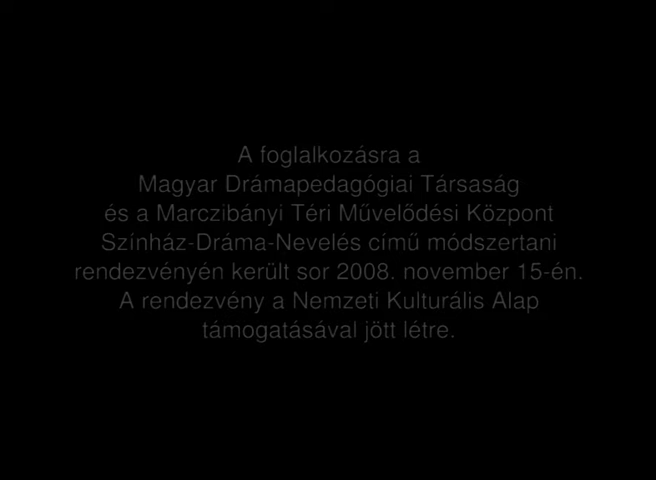 A foglalkozásra a
Magyar Drámapedagógiai Társaság
és a Marczibányi Téri Művelődési Központ
Színház-Dráma-Nevelés című módszertani
rendezvényén került sor 2008. november 15-én.
A rendezvény a Nemzeti Kulturális Alap
támogatásával jött létre.